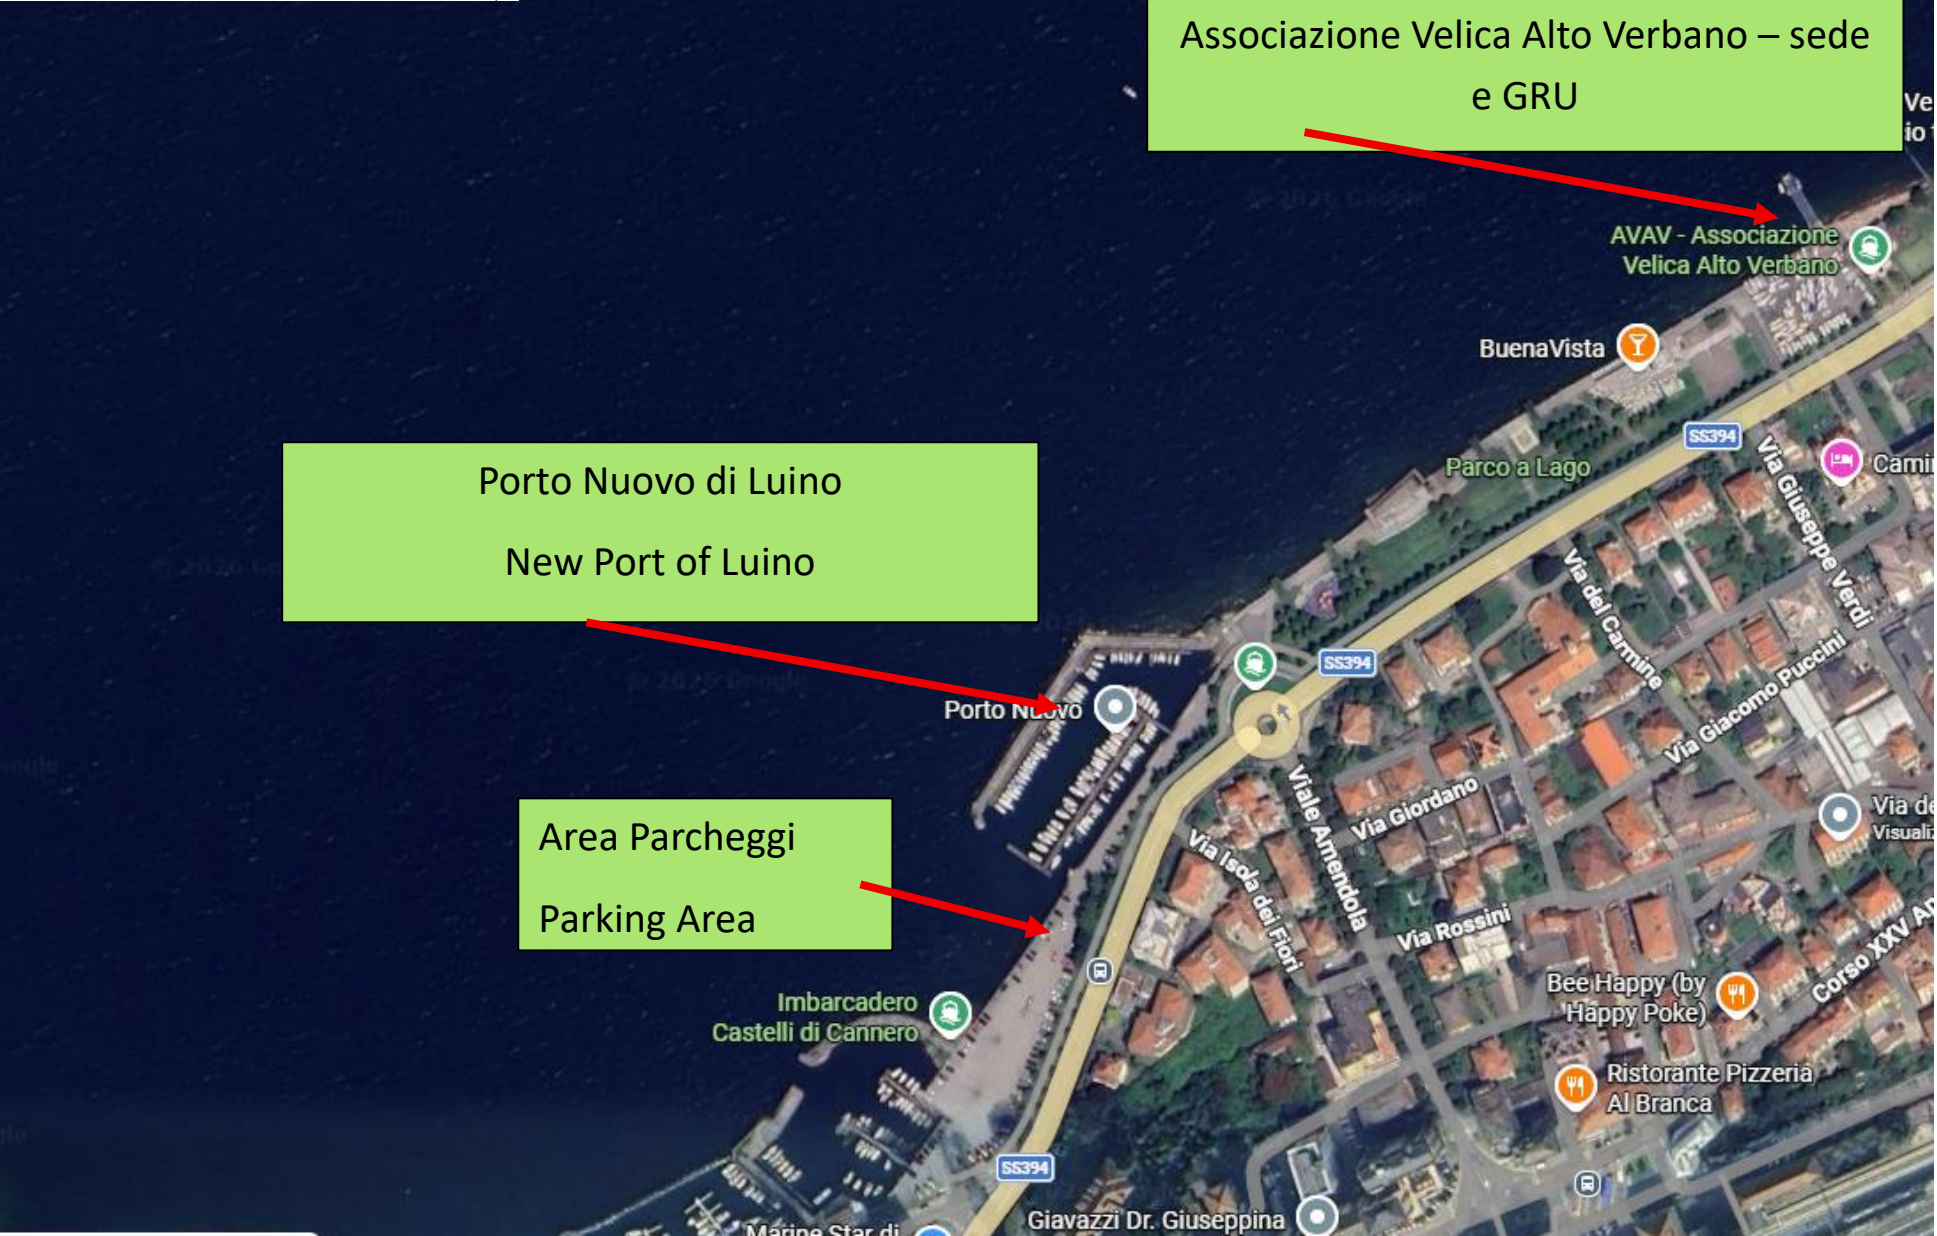 Associazione Velica Alto Verbano – sede
e GRU
AVAV - Associazione
Velica Alto Verbano
BuenaVista
SS394
Parco a Lago
Via Giuseppe Verdi
Porto Nuovo di Luino
New Port of Luino
Via del Carmine
SS394
Via Giacomo Puccini
Porto Nuovo
Viale Amendola
Via Giordano
Via Isola dei Fiori
Area Parcheggi
Parking Area
Via Rossini
Corso XXV
Bee Happy (by
Happy Poke)
Imbarcadero
Castelli di Cannero
Ristorante Pizzeria
Al Branca
SS394
Giavazzi Dr. Giuseppina
Marine Star di